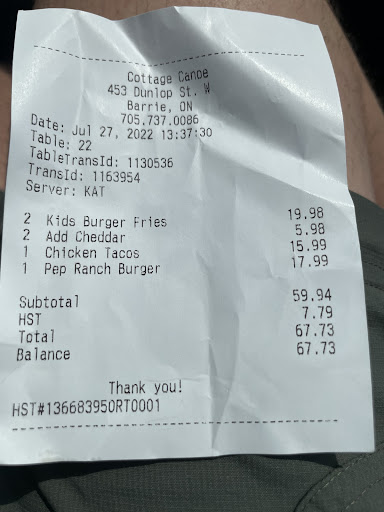 Cottage Canoe
453 Dunlop St. W
Barrie, ON
705.737.0086
Date: Jul 27, 2022 13:37:30
Table: 22
TableTransId: 1130536
TransId: 1163954
Server: KAT
2 Kids Burger Fries 19.98
2 Add Cheddar 5.98
1 Chicken Tacos 15.99
1 Pep Ranch Burger 17.99
Subtotal 59.94
HST 7.79
Total 67.73
Balance 67.73
Thank you!
HST#136683950RT0001